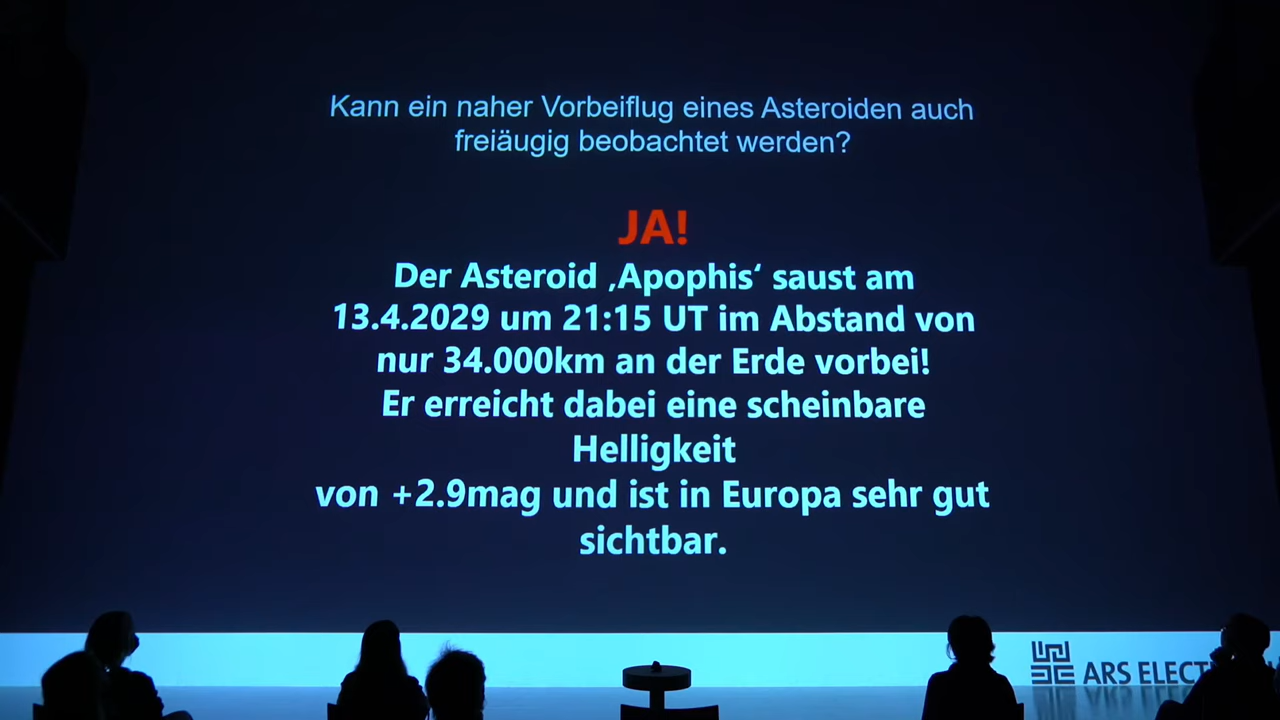 Kann ein naher Vorbeiflug eines Asteroiden auch
freiäugig beobachtet werden?
JA!
Der Asteroid ‚Apophis‘ saust am
13.4.2029 um 21:15 UT im Abstand von
nur 34.000km an der Erde vorbei!
Er erreicht dabei eine scheinbare
Helligkeit
von +2.9mag und ist in Europa sehr gut
sichtbar.
ARS